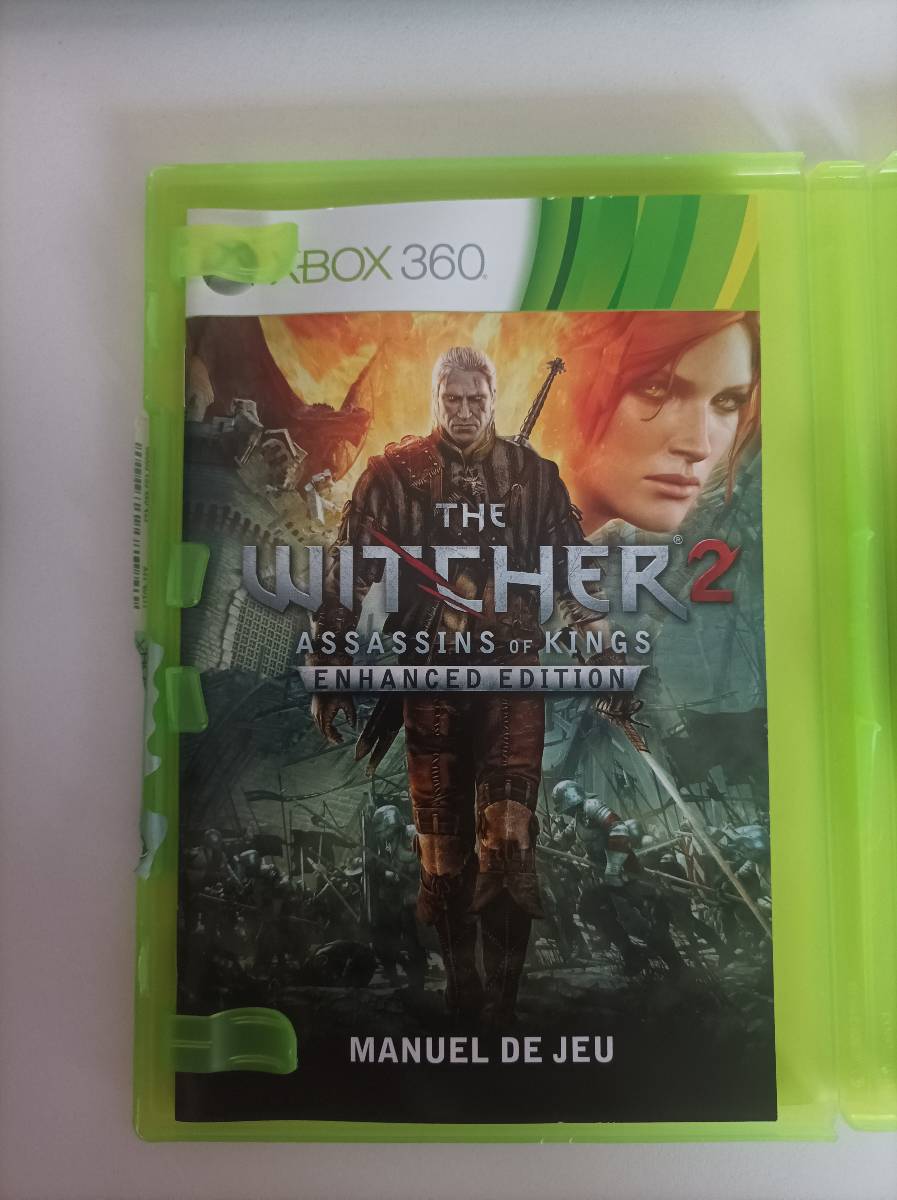 XBOX 360
THE
WITCHER® 2
ASSASSINS OF KINGS
ENHANCED EDITION
MANUEL DE JEU